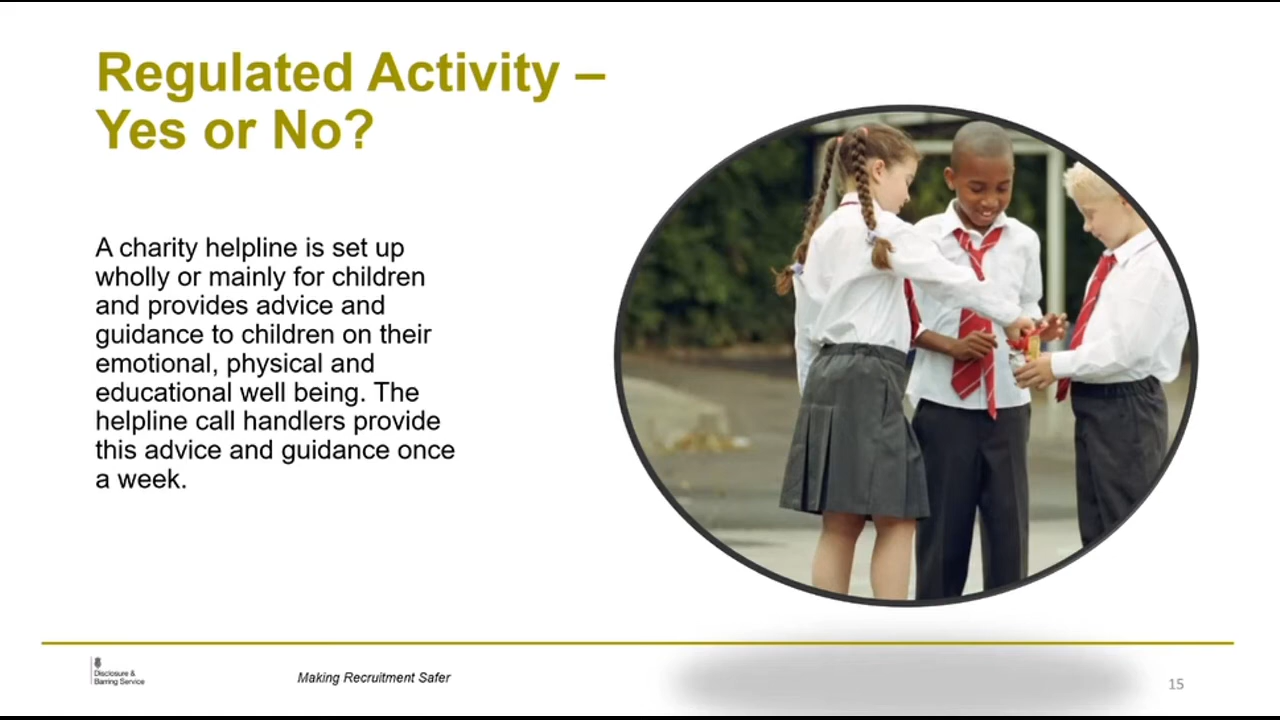 Regulated Activity –
Yes or No?
A charity helpline is set up
wholly or mainly for children
and provides advice and
guidance to children on their
emotional, physical and
educational well being. The
helpline call handlers provide
this advice and guidance once
a week.
Disclosure &
Barring Service
Making Recruitment Safer
15